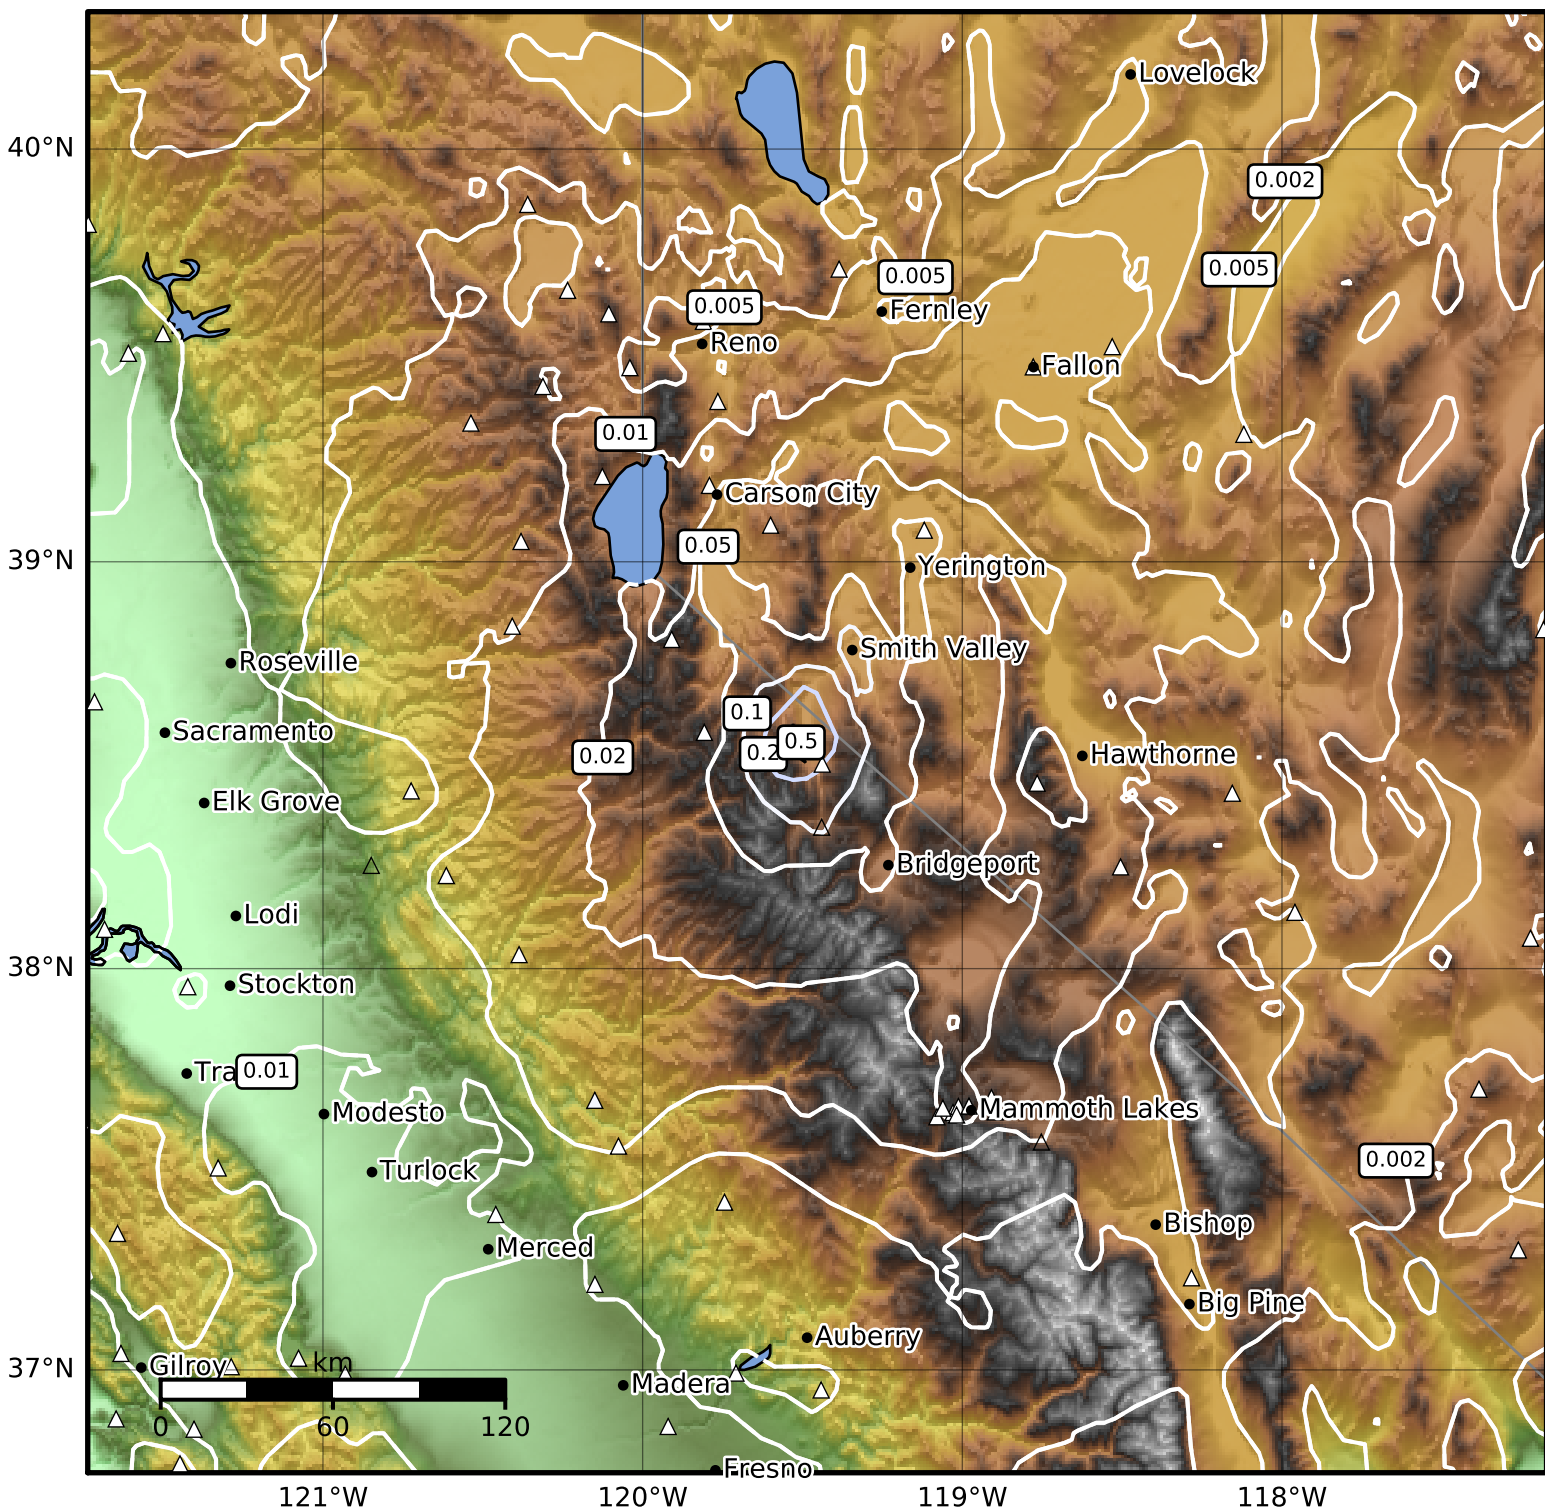 Lovelock
40°N
0.002
0.005
0.005
0.005
Fernley
Reno
Fallon
0.01
Carson City
0.05
39°N
Yerington
Smith Valley
Roseville
0.1
Sacramento
0.5
0.2
0.02
Hawthorne
Elk Grove
Bridgeport
Lodi
38°N
Stockton
Tra
0.01
Modesto
Mammoth Lakes
0.002
Turlock
Bishop
Merced
Big Pine
Auberry
37°N
Gilroy
km
Madera
0
60
120
Fresno
121°W
120°W
119°W
118°W